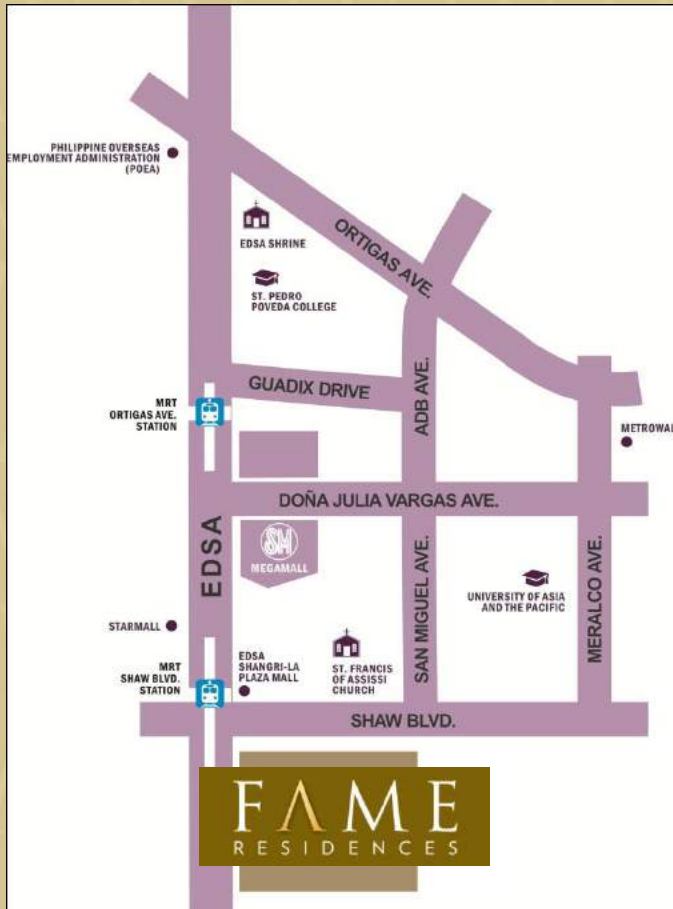 PHILIPPINE OVERSEAS
EMPLOYMENT ADMINISTRATION
(POEA)
EDSA SHRINE
ORTIGAS AVE.
ST. PEDRO
POVEDA COLLEGE
GUADIX DRIVE
ADB AVE.
MRT
ORTIGAS AVE.
STATION
METROWAL
DOÑA JULIA VARGAS AVE.
EDSA
SM
MEGAMALL
SAN MIGUEL AVE.
UNIVERSITY OF ASIA
AND THE PACIFIC
MERALCO AVE.
STARMALL
MRT
SHAW BLVD.
STATION
EDSA
SHANGRI-LA
PLAZA MALL
ST. FRANCIS
OF ASSISSI
CHURCH
SHAW BLVD.
FAME
RESIDENCES